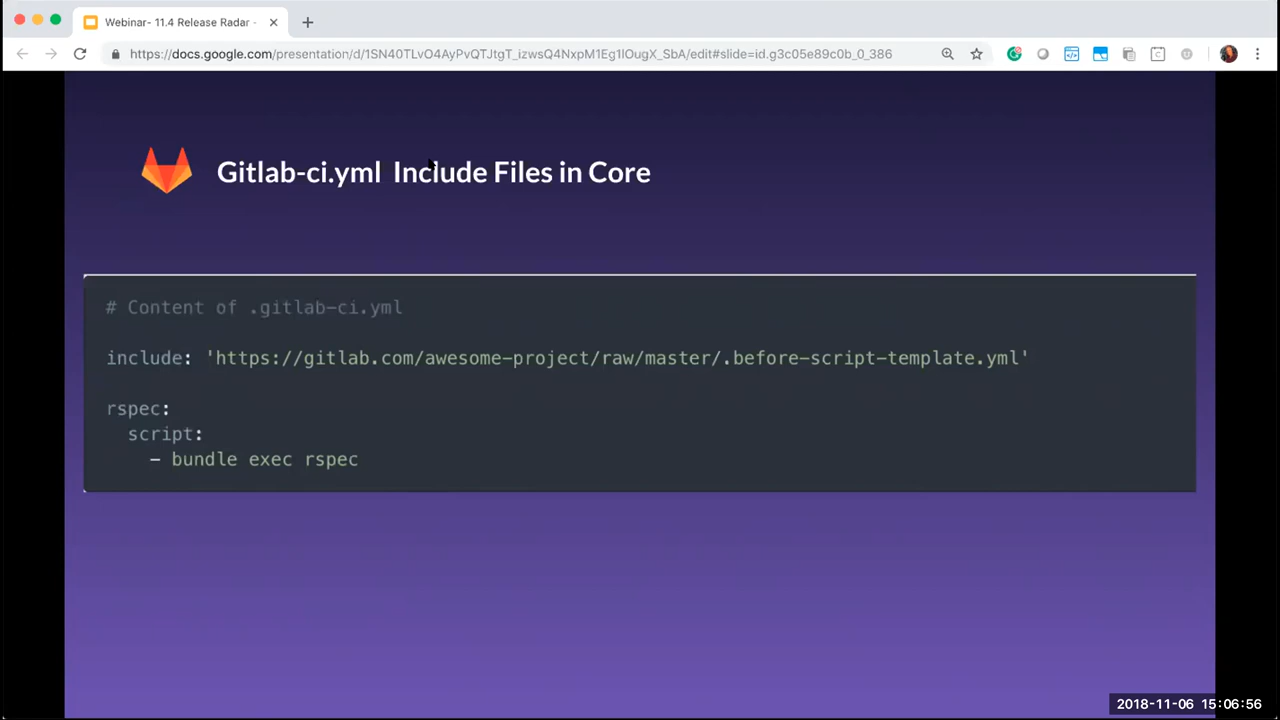 Webinar- 11.4 Release Radar -
https://docs.google.com/presentation/d/1SN40TLvO4AyPvQTJtgT_izwsQ4NxpM1Eg1lOugX_SbA/edit#slide=id.g3c05e89c0b_0_386
Gitlab-ci.yml Include Files in Core
# Content of .gitlab-ci.yml
include: 'https://gitlab.com/awesome-project/raw/master/.before-script-template.yml'
rspec:
script:
- bundle exec rspec
2018-11-06 15:06:56